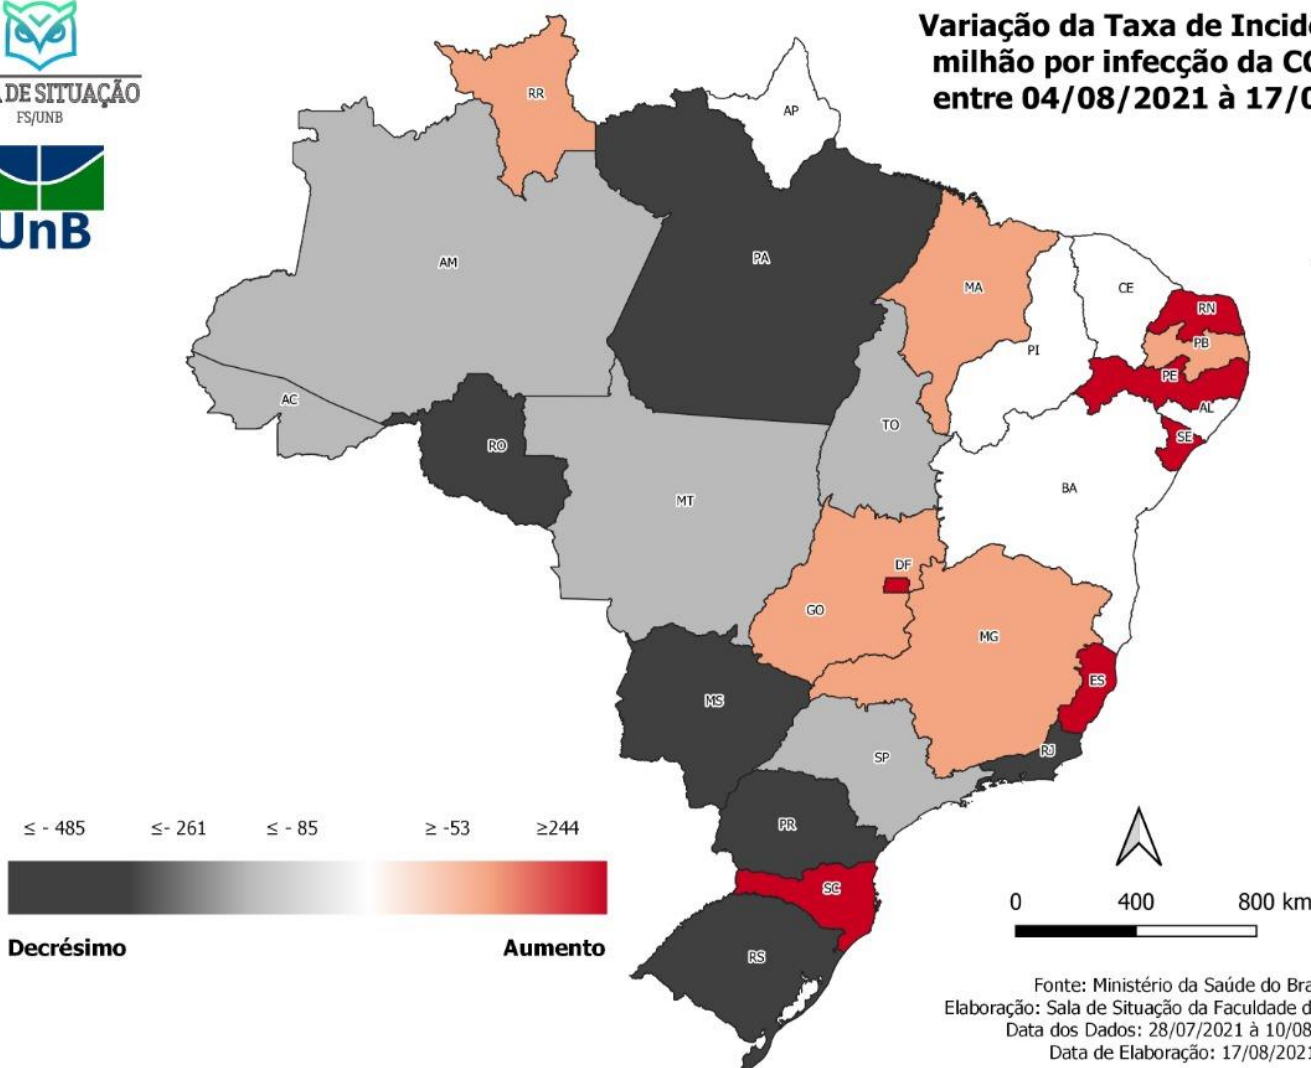 Variação da Taxa de Incid
milhão por infecção da
entre 04/08/2021 à 17/0
DE SITUAÇÃO
FS/UNB
UnB
RR
AP
AM
PA
MA
CE
RN
PI
PB
PE
AC
AL
TO
SE
RO
BA
MT
DF
GO
MG
ES
MS
RJ
SP
PR
SC
RS
≤ - 485 ≤- 261 ≤ - 85 ≥ -53 ≥244
Decréscimo Aumento
0 400 800 km
Fonte: Ministério da Saúde do Bra
Elaboração: Sala de Situação da Faculdade d
Data dos Dados: 28/07/2021 à 10/08
Data de Elaboração: 17/08/2021